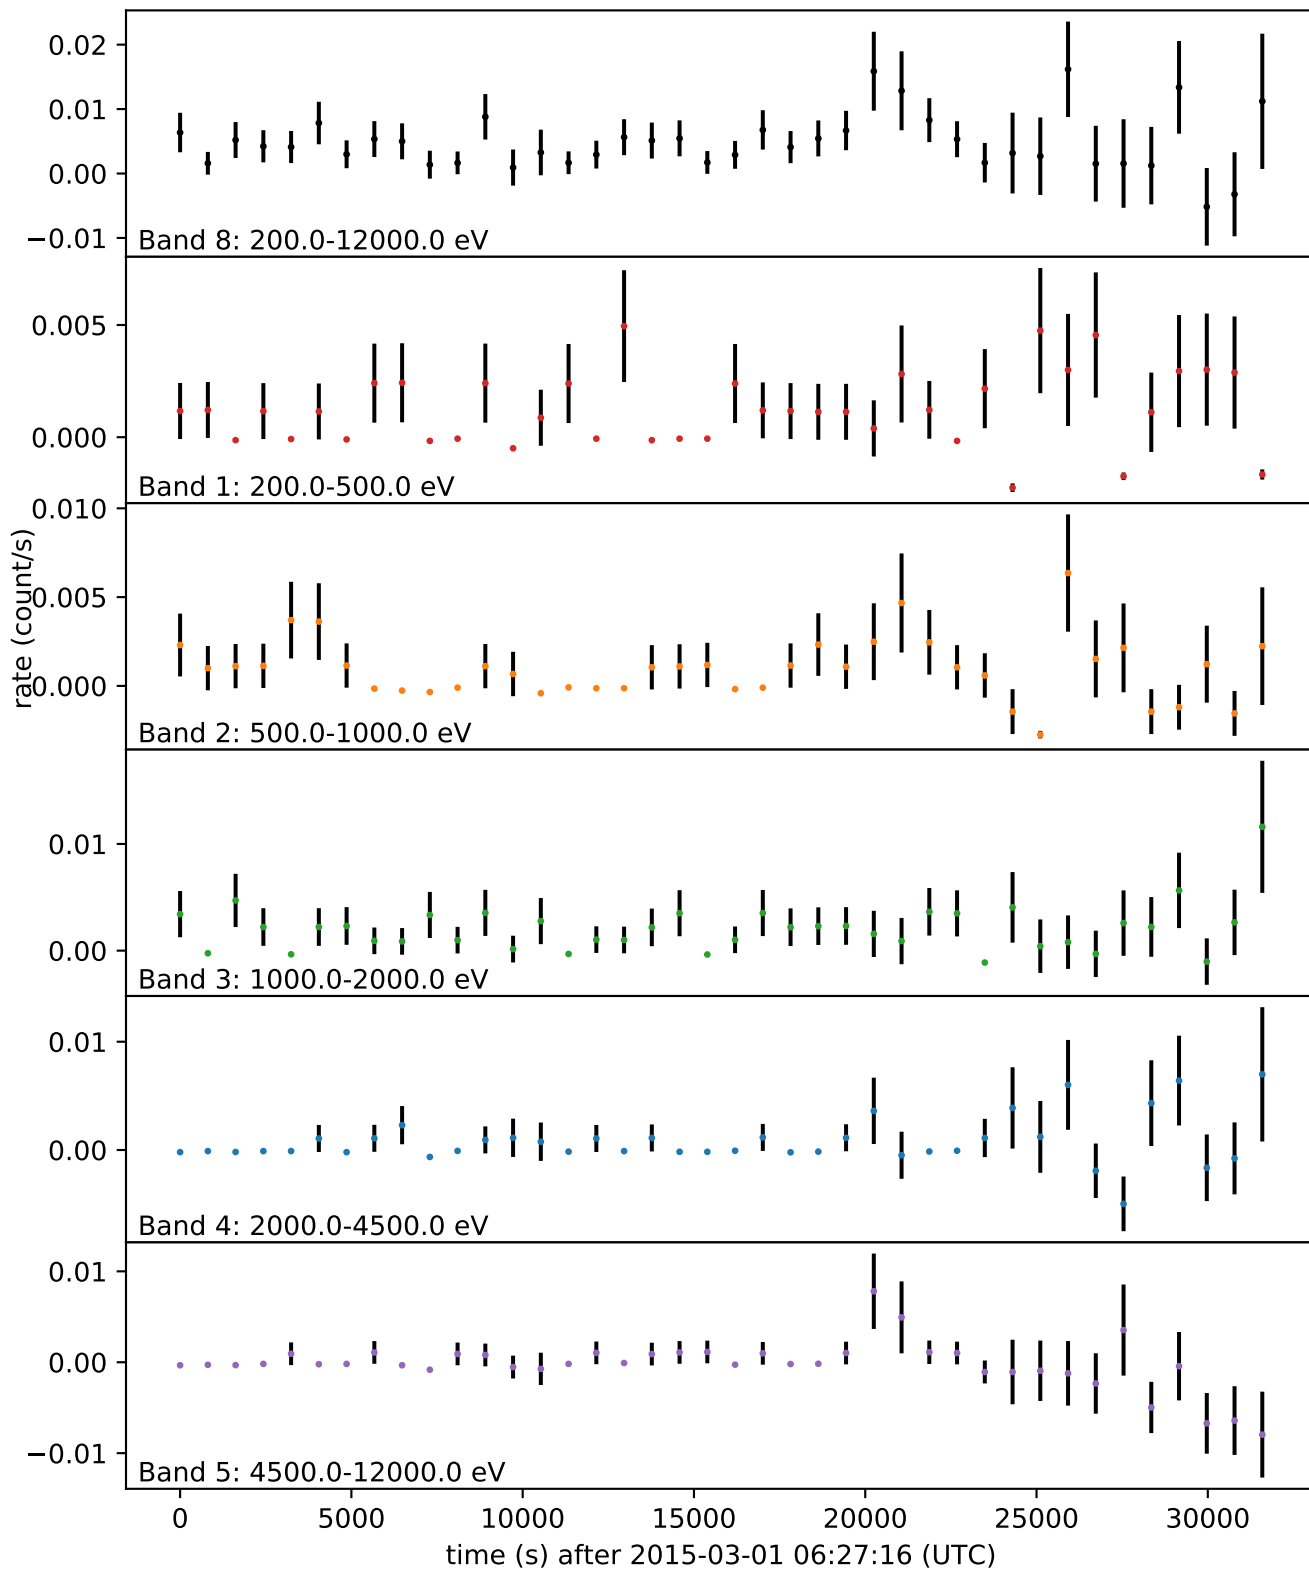 0.02
0.01
0.00
−0.01
Band 8: 200.0-12000.0 eV
0.005
0.000
Band 1: 200.0-500.0 eV
rate (count/s)
0.010
0.005
0.000
Band 2: 500.0-1000.0 eV
0.01
0.00
Band 3: 1000.0-2000.0 eV
0.01
0.00
Band 4: 2000.0-4500.0 eV
0.01
0.00
−0.01
Band 5: 4500.0-12000.0 eV
0 5000 10000 15000 20000 25000 30000
time (s) after 2015-03-01 06:27:16 (UTC)